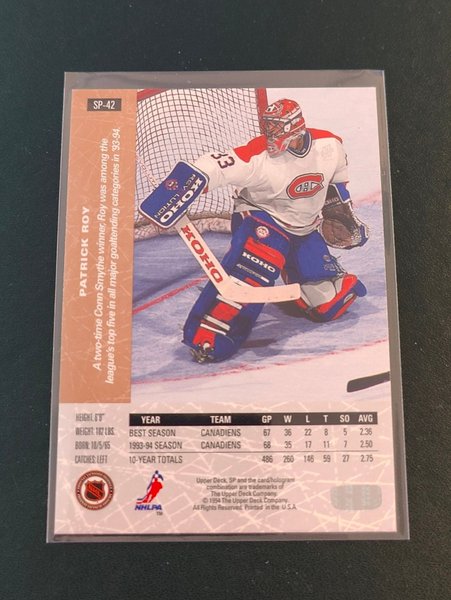 SP-42
PATRICK ROY
A two-time Conn Smythe winner, Roy was among the
league's top five in all major goaltending categories in '93-94.
33
KOHO
REVOLUTION
KOHO
KOHO
HEIGHT: 6'0"
WEIGHT: 182 LBS.
BORN: 10/5/65
CATCHES: LEFT
YEAR TEAM GP W L T SO AVG
BEST SEASON CANADIENS 67 36 22 8 5 2.36
1993-94 SEASON CANADIENS 68 35 17 11 7 2.50
10-YEAR TOTALS 486 260 146 59 27 2.75
NHL
NHLPA
TM
Upper Deck, SP and the card/hologram
combination are trademarks of
The Upper Deck Company.
© 1994 The Upper Deck Company.
All Rights Reserved. Printed in the U.S.A.